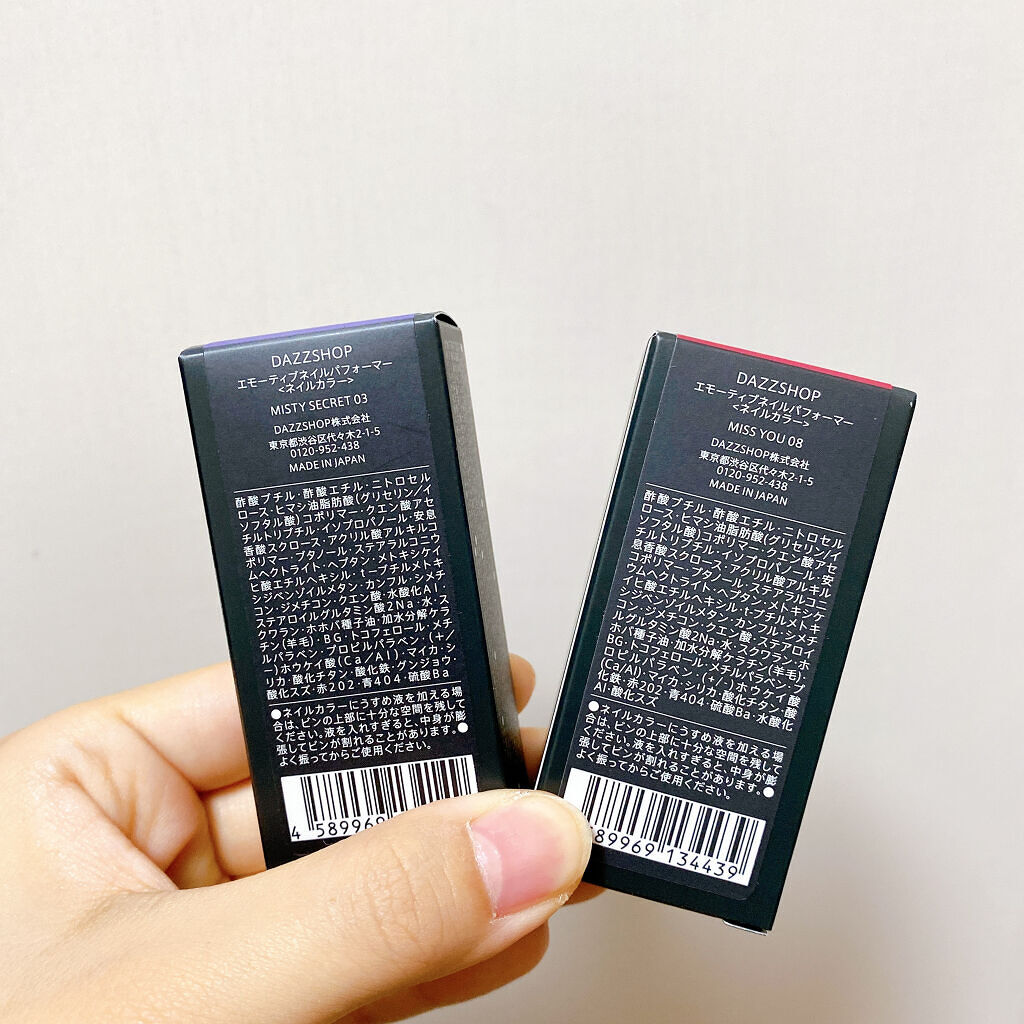 DAZZSHOP
エモーティブネイルパフォーマー
<ネイルカラー>
MISTY SECRET 03
DAZZSHOP株式会社
東京都渋谷区代々木2-1-5
0120-952-438
MADE IN JAPAN
酢酸ブチル・酢酸エチル・ニトロセル
ロース・ヒマシ油脂肪酸(グリセリン/イ
ソフタル酸)コポリマー・クエン酸アセ
チルトリブチル・イソプロパノール・安息
香酸スクロース・アクリル酸アルキルコ
ポリマー・ブタノール・ステアラルコニウ
ムヘクトライト・ヘプタン・メトキシケイ
ヒ酸エチルヘキシル・t-ブチルメトキ
シジベンゾイルメタン・カンフル・シメチ
コン・ジメチコン・クエン酸・水酸化Al・
ステアロイルグルタミン酸2Na・水・ス
クワラン・ホホバ種子油・加水分解ケラ
チン(羊毛)・BG・トコフェロール・メチ
ルパラベン・プロピルパラベン・(+/
-)ホウケイ酸(Ca/Al)・マイカ・シ
リカ・酸化チタン・酸化鉄・グンジョウ・
酸化スズ・赤202・青404・硫酸Ba
●ネイルカラーにうすめ液を加える場
合は、ビンの上部に十分な空間を残して
ください。液を入れすぎると、中身が膨
張してビンが割れることがあります。●
よく振ってからご使用ください。
4 589969
DAZZSHOP
エモーティブネイルパフォーマー
<ネイルカラー>
MISS YOU 08
DAZZSHOP株式会社
東京都渋谷区代々木2-1-5
0120-952-438
MADE IN JAPAN
酢酸ブチル・酢酸エチル・ニトロセル
ロース・ヒマシ油脂肪酸(グリセリン/イ
ソフタル酸)コポリマー・クエン酸アセ
チルトリブチル・イソプロパノール・安
息香酸スクロース・アクリル酸アルキル
コポリマー・ブタノール・ステアラルコニ
ウムヘクトライト・ヘプタン・メトキシケ
イヒ酸エチルヘキシル・t-ブチルメトキ
シジベンゾイルメタン・カンフル・シメチ
コン・ジメチコン・クエン酸・ステアロイ
ルグルタミン酸2Na・水・スクワラン・ホ
ホバ種子油・加水分解ケラチン(羊毛)・
BG・トコフェロール・メチルパラベン・プ
ロピルパラベン・(+/-)ホウケイ酸
(Ca/Al)・マイカ・シリカ・酸化チタン・酸
化鉄・赤202・青404・硫酸Ba・水酸化
Al・酸化スズ
●ネイルカラーにうすめ液を加える場
合は、ビンの上部に十分な空間を残して
ください。液を入れすぎると、中身が膨
張してビンが割れることがあります。●
よく振ってからご使用ください。
589969 134439